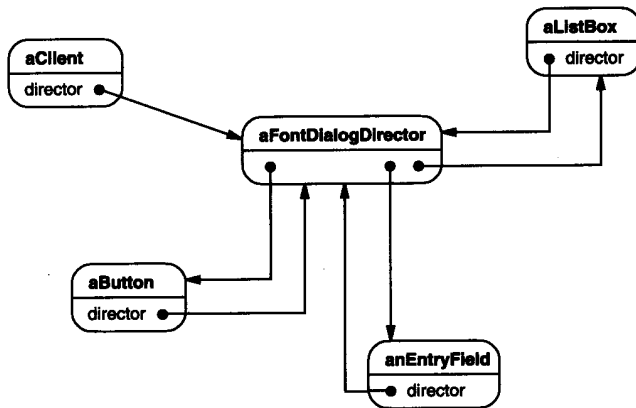 aClient
director
aListBox
director
aFontDialogDirector
aButton
director
anEntryField
director